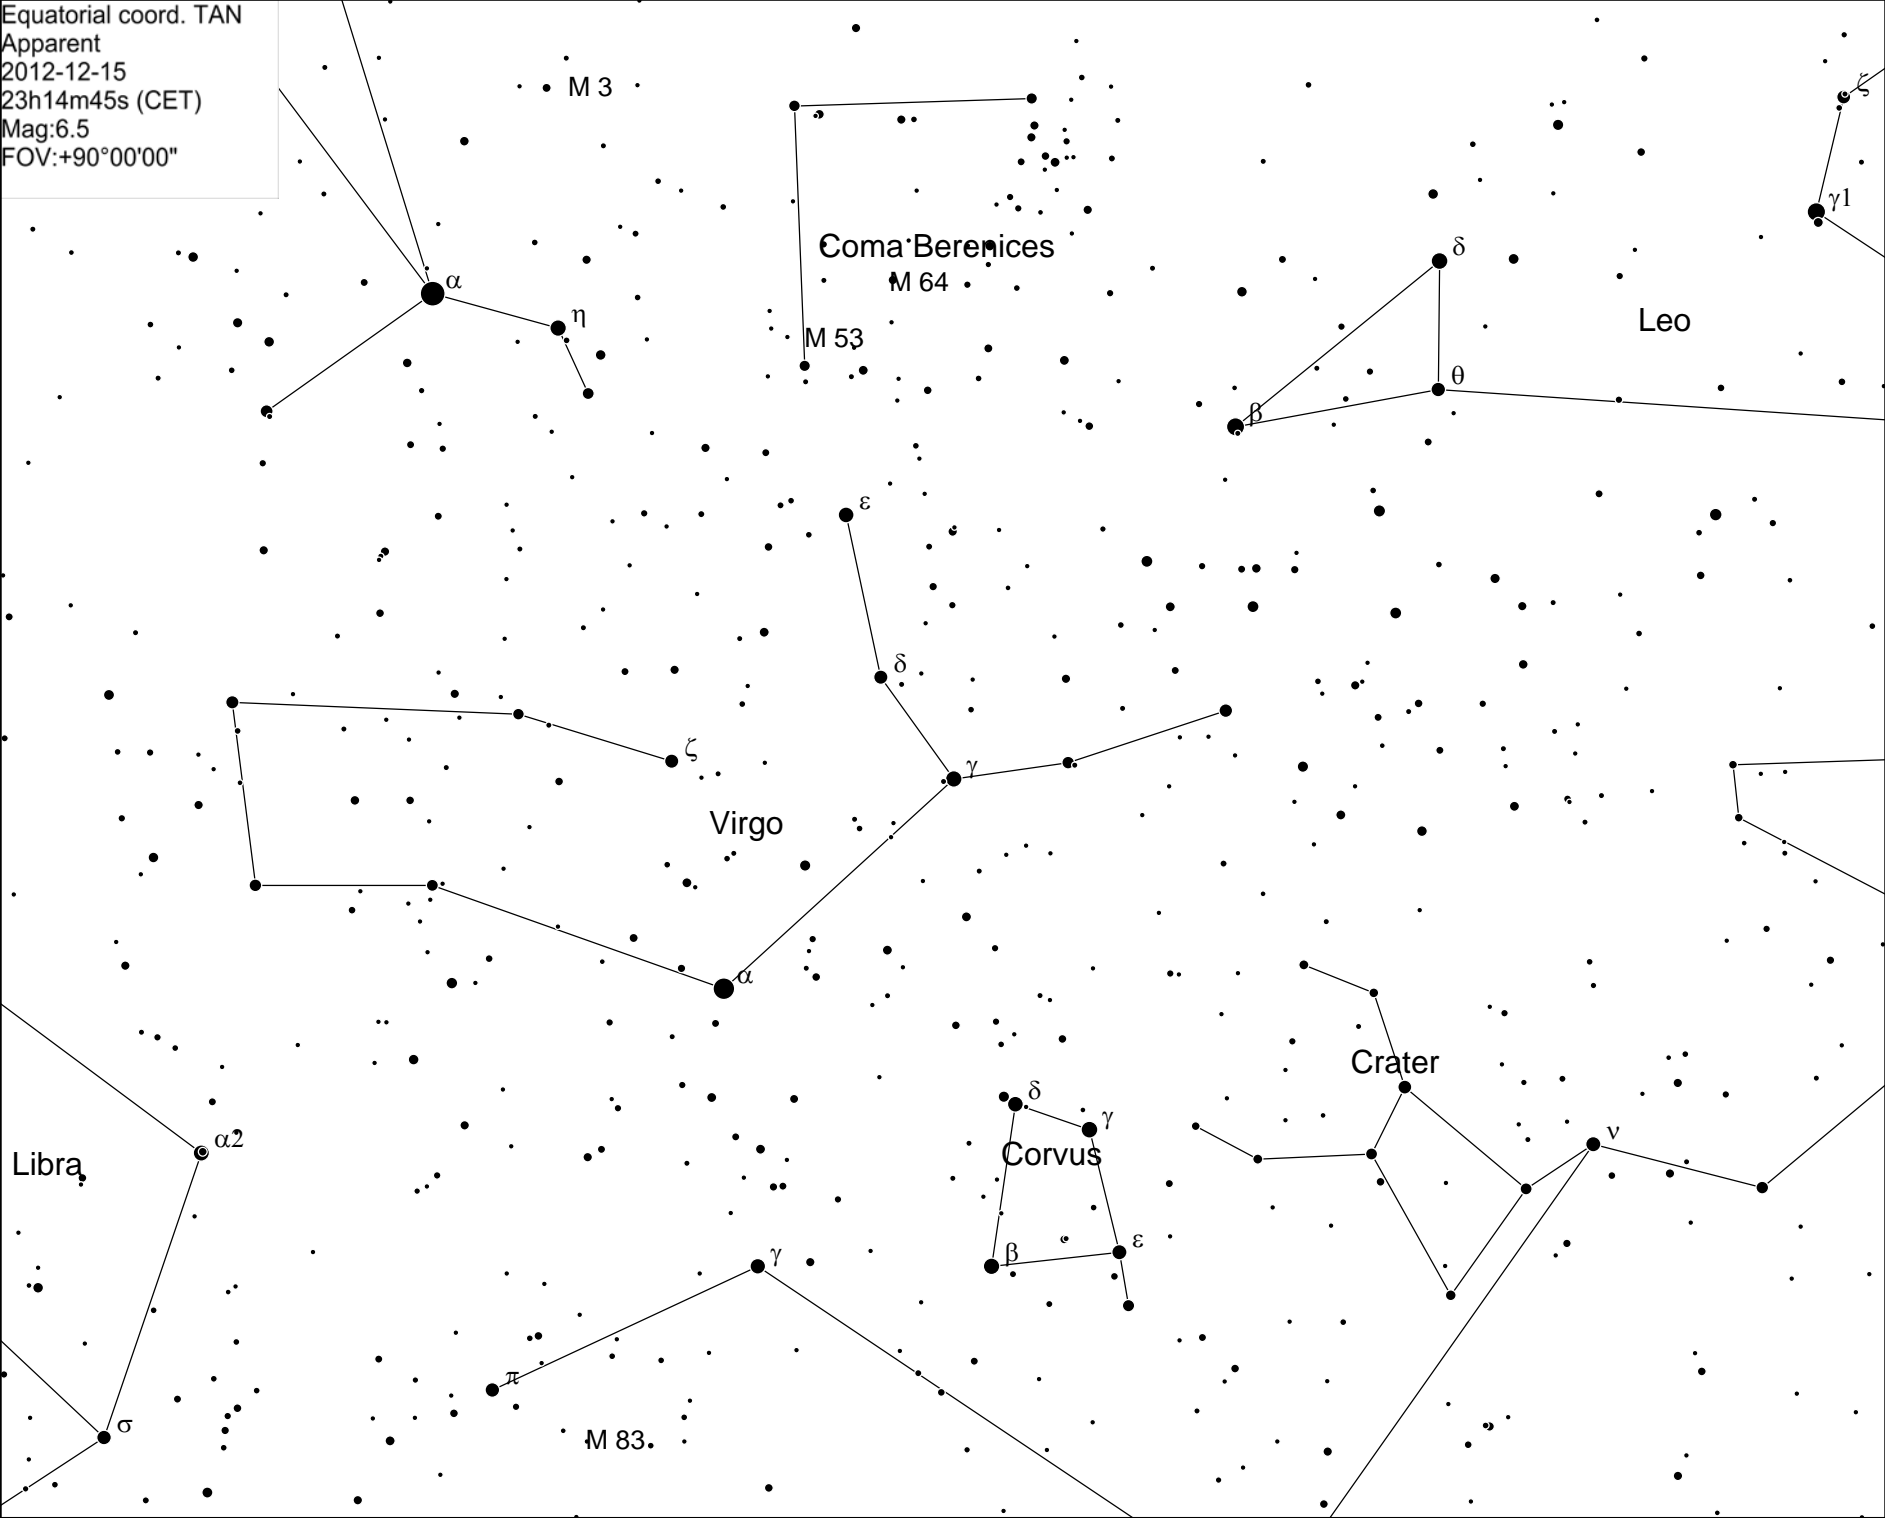 Equatorial coord. TAN
Apparent
2012-12-15
23h14m45s (CET)
Mag:6.5
FOV:+90°00'00"
M 3
ζ
γ1
Coma Berenices
δ
α
M 64
η
Leo
M 53
θ
β
ε
δ
ζ
γ
Virgo
α
Crater
δ
γ
ν
α2
Corvus
Libra
ε
β
γ
π
σ
M 83